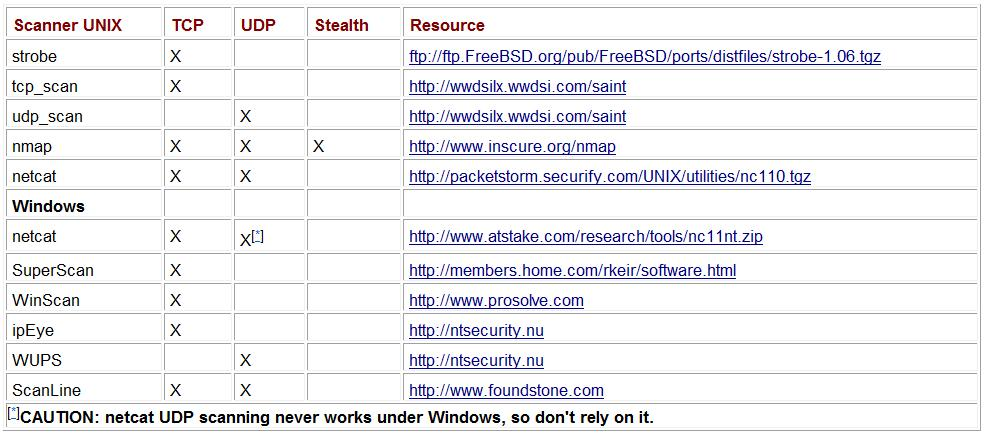 Scanner UNIX TCP UDP Stealth Resource
strobe X ftp://ftp.FreeBSD.org/pub/FreeBSD/ports/distfiles/strobe-1.06.tgz
tcp_scan X http://wwdsilx.wwdsi.com/saint
udp_scan X http://wwdsilx.wwdsi.com/saint
nmap X X X http://www.inscure.org/nmap
netcat X X http://packetstorm.securify.com/UNIX/utilities/nc110.tgz
Windows
netcat X X[*] http://www.atstake.com/research/tools/nc11nt.zip
SuperScan X http://members.home.com/rkeir/software.html
WinScan X http://www.prosolve.com
ipEye X http://ntsecurity.nu
WUPS X http://ntsecurity.nu
ScanLine X X http://www.foundstone.com
[*]CAUTION: netcat UDP scanning never works under Windows, so don't rely on it.